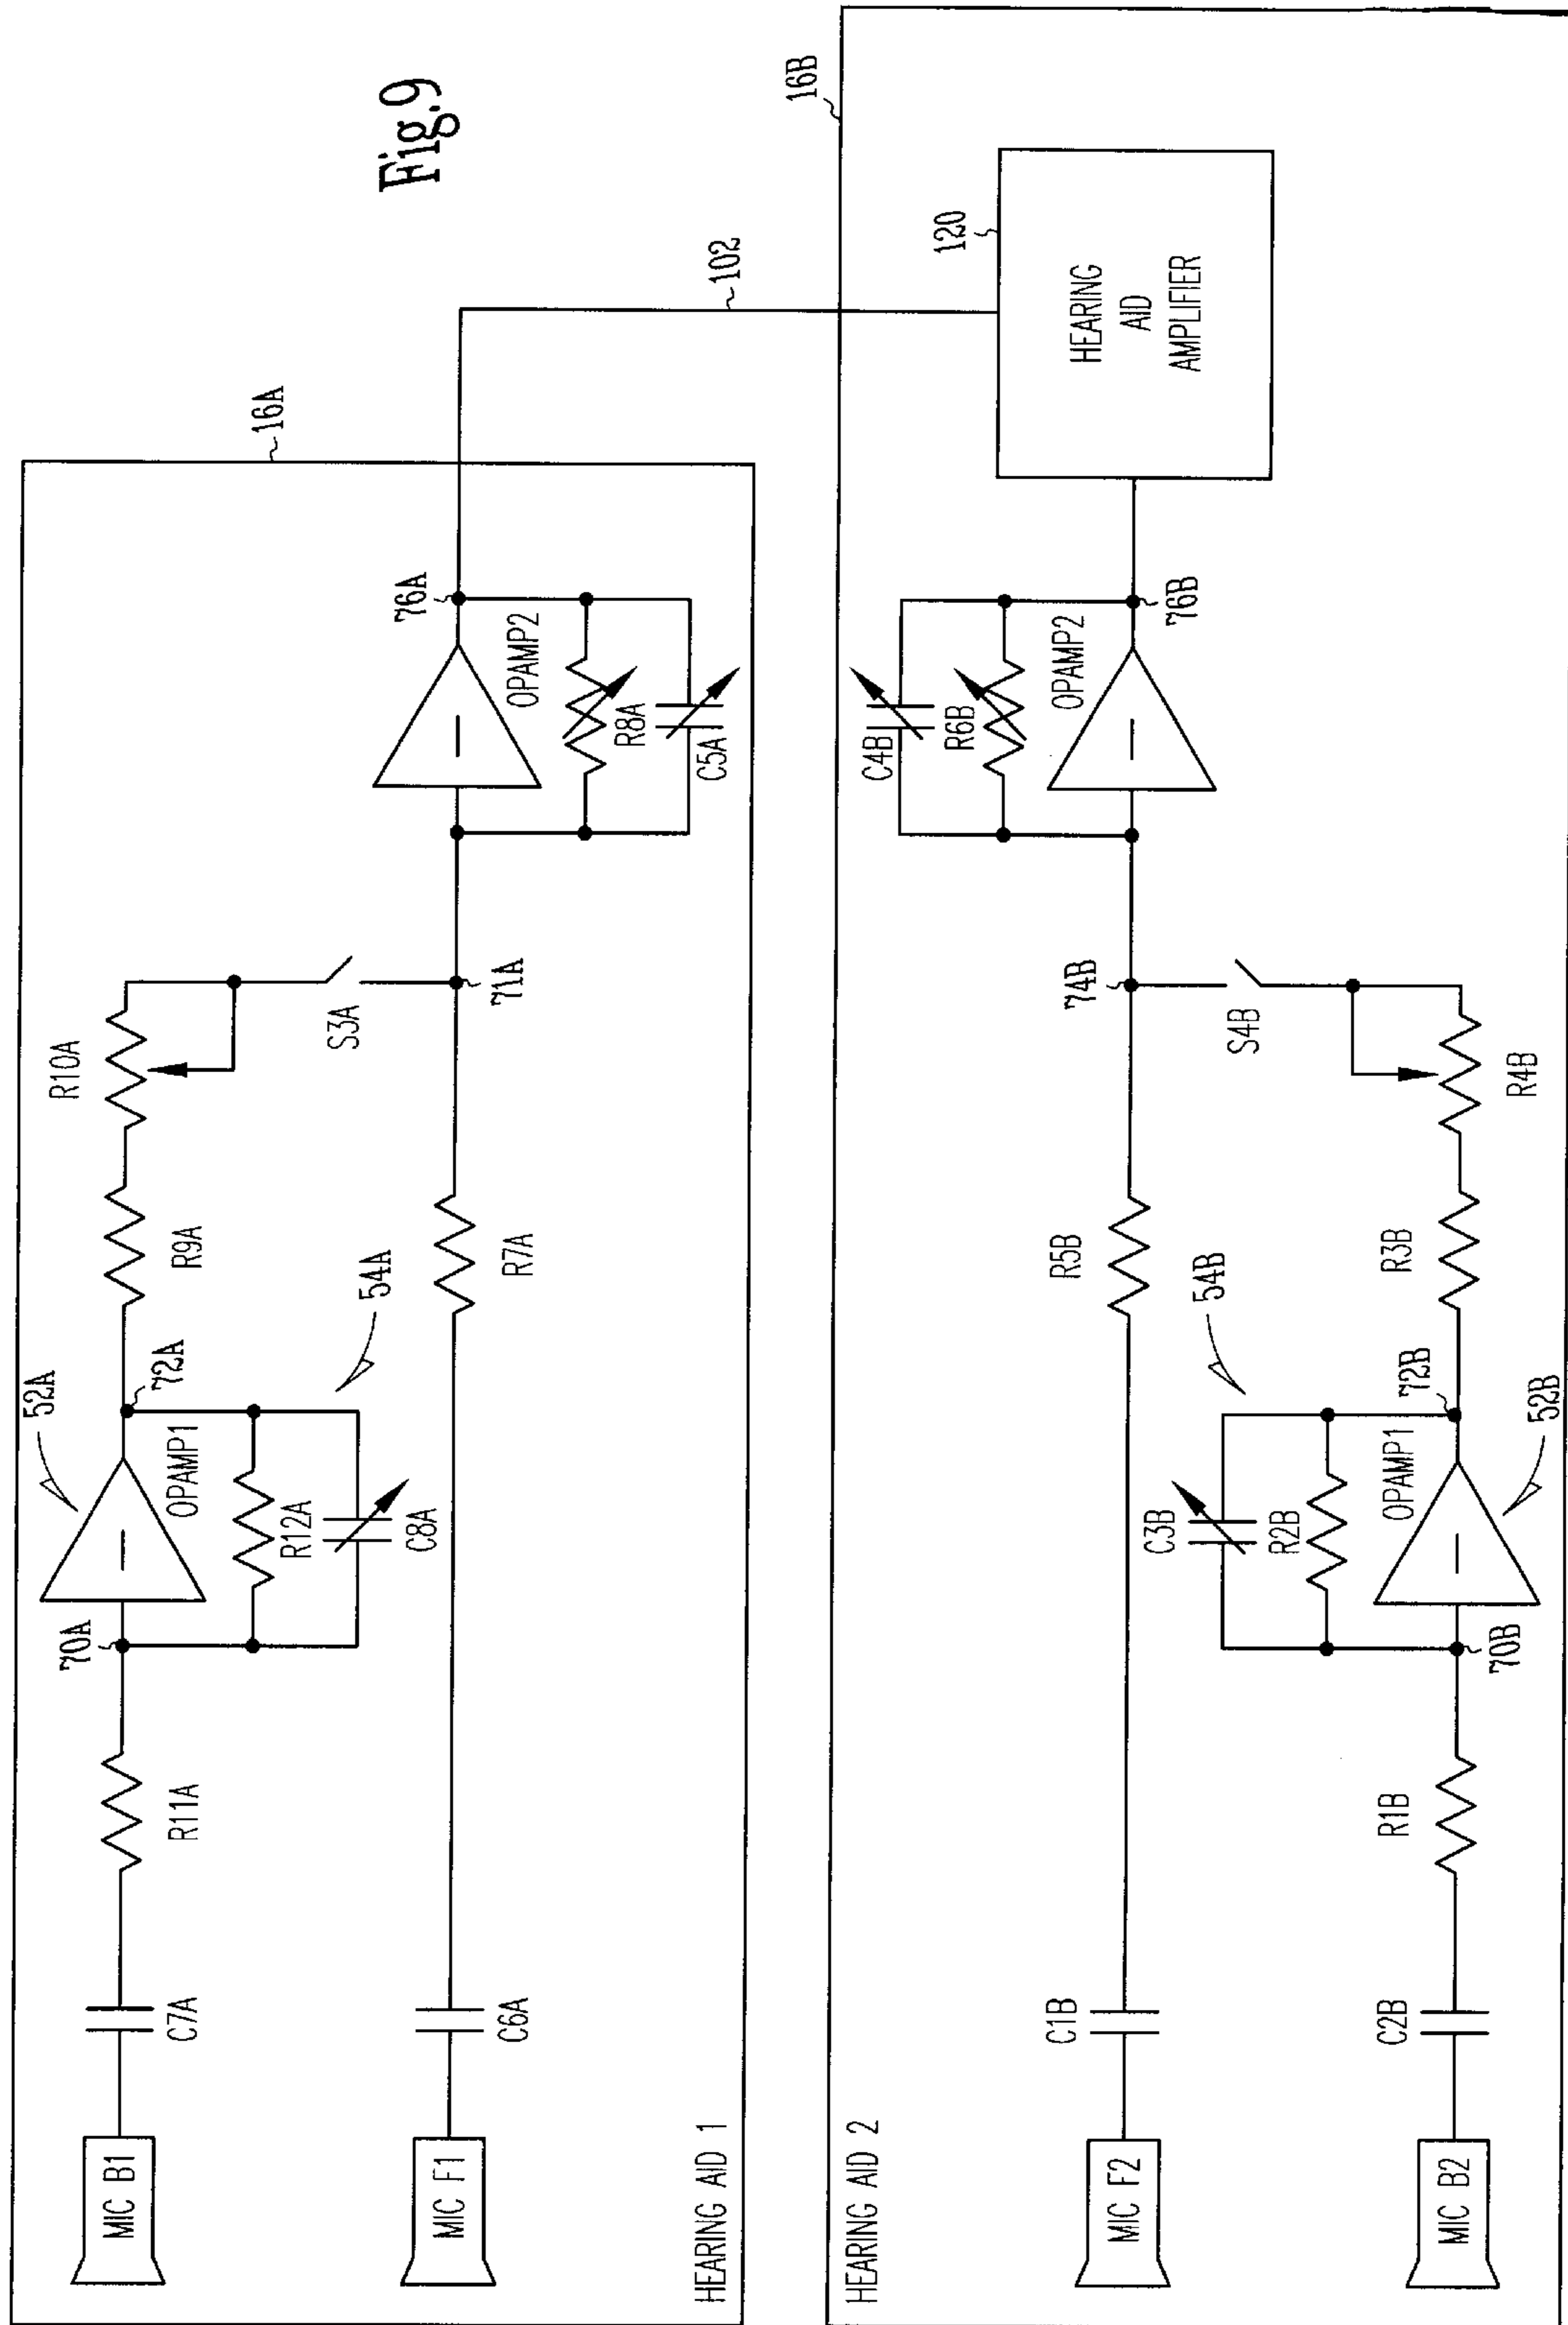 Fig.9
16A
HEARING AID 1
MIC B1
C7A
R11A
70A
52A
OPAMP1
R12A
C8A
72A
54A
R9A
R10A
S3A
71A
MIC F1
C6A
R7A
OPAMP2
R8A
C5A
76A
102
16B
HEARING AID 2
MIC F2
C1B
R5B
74B
C4B
R6B
OPAMP2
76B
120
HEARING
AID
AMPLIFIER
MIC B2
C2B
R1B
70B
C3B
R2B
OPAMP1
72B
52B
54B
R3B
R4B
S4B